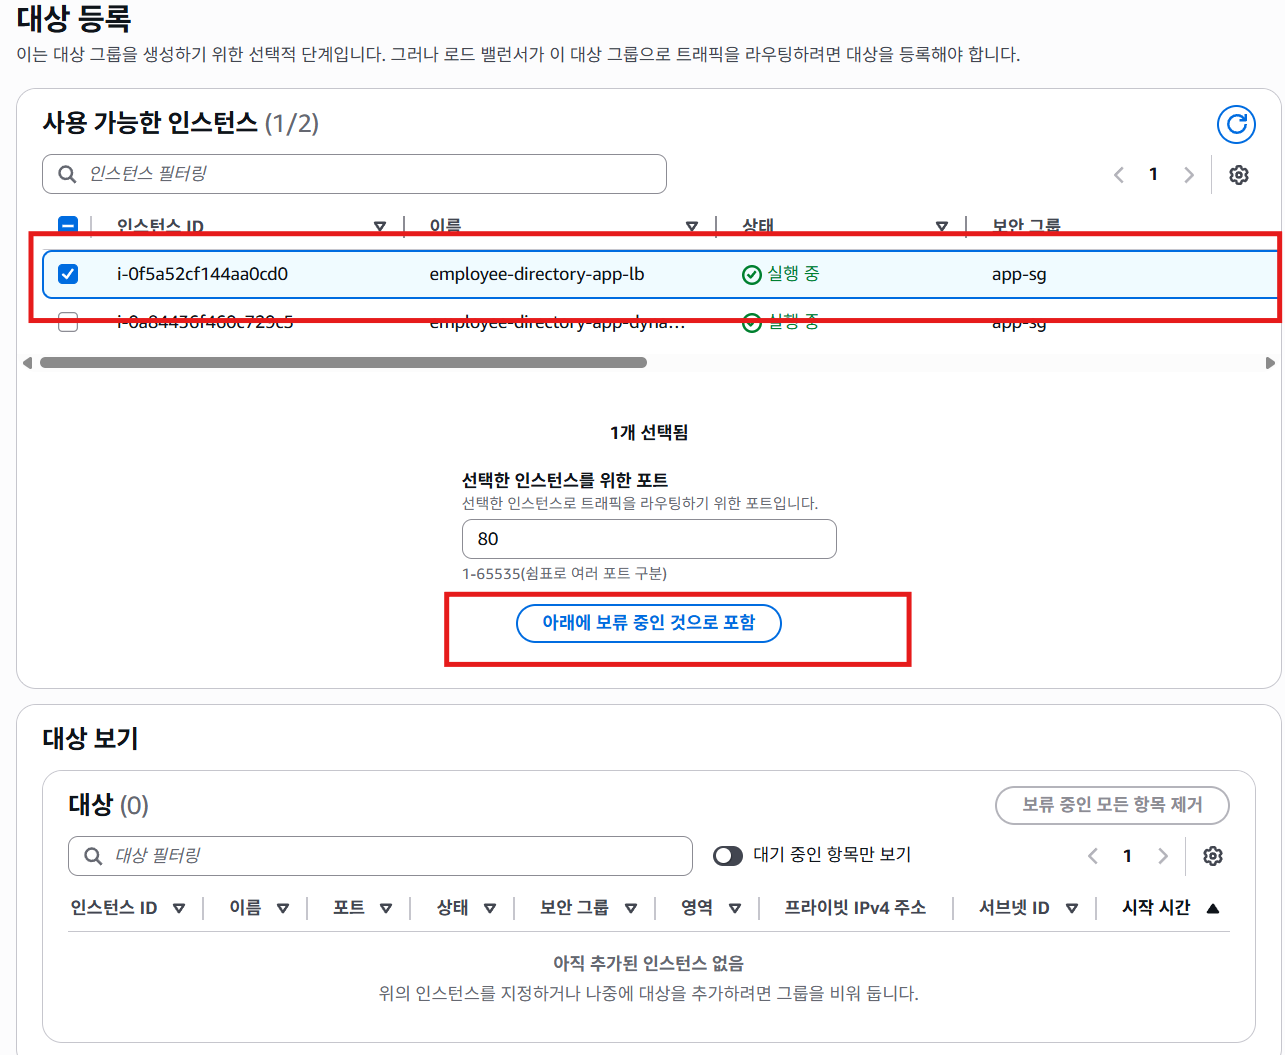 대상 등록
이는 대상 그룹을 생성하기 위한 선택적 단계입니다. 그러나 로드 밸런서가 이 대상 그룹으로 트래픽을 라우팅하려면 대상을 등록해야 합니다.
사용 가능한 인스턴스 (1/2)
인스턴스 필터링
1
인스턴스 ID 이름 상태 보안 그룹
i-0f5a52cf144aa0cd0 employee-directory-app-lb 실행 중 app-sg
i-0a84436f460c729c5 employee-directory-app-dyna... 실행 중 app-sg
1개 선택됨
선택한 인스턴스를 위한 포트
선택한 인스턴스로 트래픽을 라우팅하기 위한 포트입니다.
80
1-65535(쉼표로 여러 포트 구분)
아래에 보류 중인 것으로 포함
대상 보기
대상 (0)
보류 중인 모든 항목 제거
대상 필터링
대기 중인 항목만 보기
1
인스턴스 ID 이름 포트 상태 보안 그룹 영역 프라이빗 IPv4 주소 서브넷 ID 시작 시간
아직 추가된 인스턴스 없음
위의 인스턴스를 지정하거나 나중에 대상을 추가하려면 그룹을 비워 둡니다.